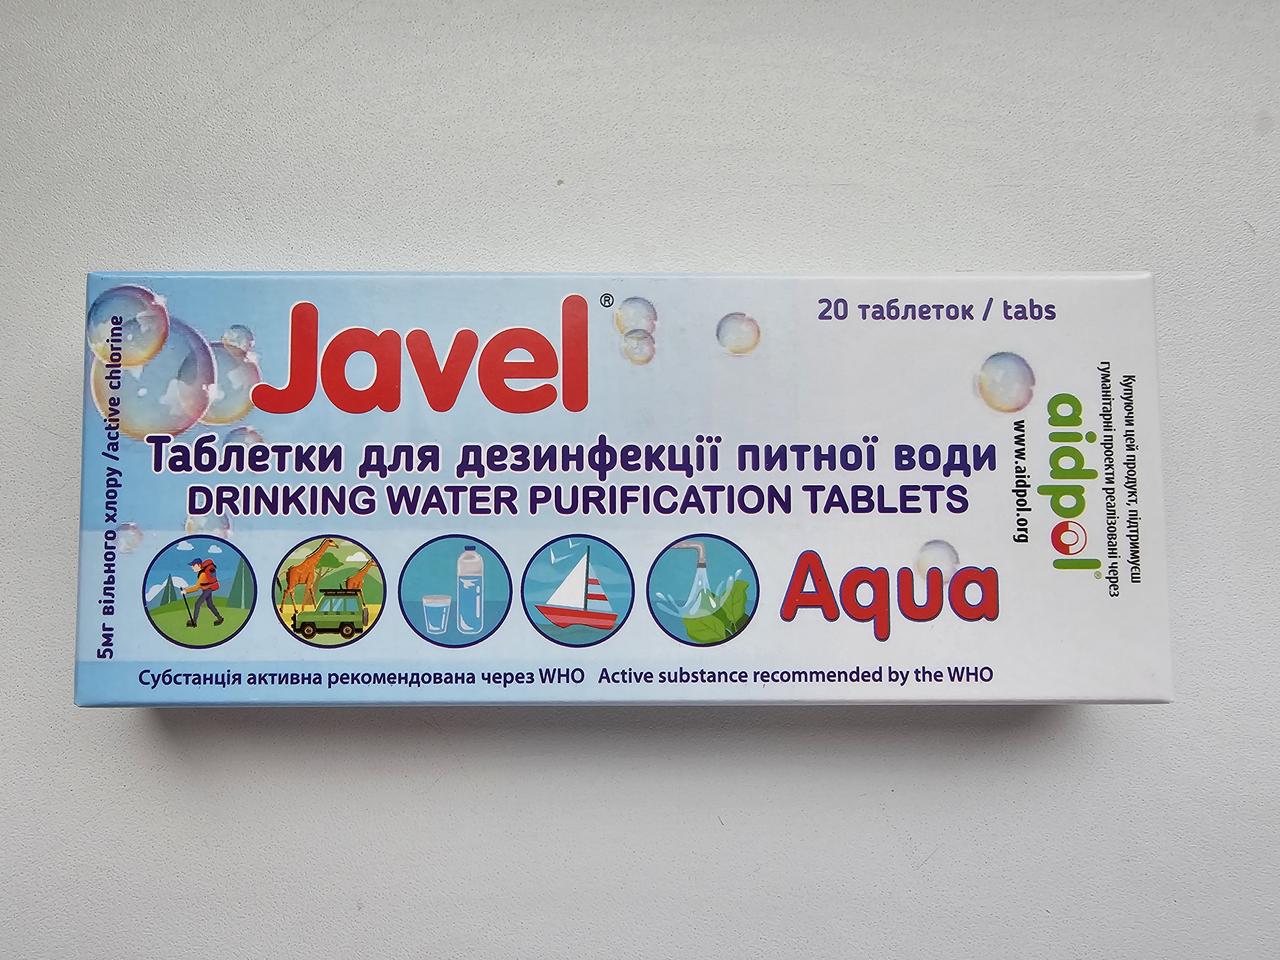 Javel®
20 таблеток / tabs
5мг вільного хлору /active chlorine
Таблетки для дезинфекції питної води
DRINKING WATER PURIFICATION TABLETS
Aqua
Субстанція активна рекомендована через WHO Active substance recommended by the WHO
www.aidpol.org
aidpol®
Купуючи цей продукт, підтримуєш
гуманітарні проекти реалізовані через